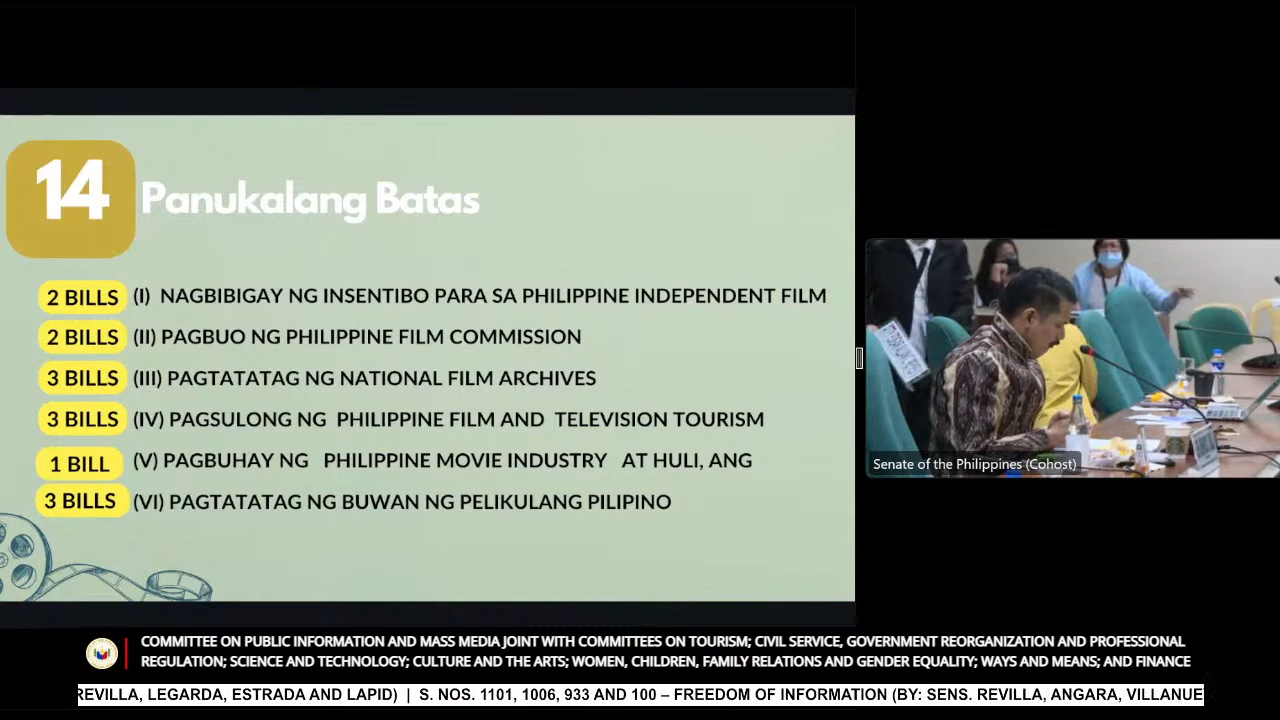 14 Panukalang Batas
2 BILLS (I) NAGBIBIGAY NG INSENTIBO PARA SA PHILIPPINE INDEPENDENT FILM
2 BILLS (II) PAGBUO NG PHILIPPINE FILM COMMISSION
3 BILLS (III) PAGTATATAG NG NATIONAL FILM ARCHIVES
3 BILLS (IV) PAGSULONG NG PHILIPPINE FILM AND TELEVISION TOURISM
1 BILL (V) PAGBUHAY NG PHILIPPINE MOVIE INDUSTRY AT HULI, ANG
3 BILLS (VI) PAGTATATAG NG BUWAN NG PELIKULANG PILIPINO
Senate of the Philippines (Cohost)
COMMITTEE ON PUBLIC INFORMATION AND MASS MEDIA JOINT WITH COMMITTEES ON TOURISM; CIVIL SERVICE, GOVERNMENT REORGANIZATION AND PROFESSIONAL
REGULATION; SCIENCE AND TECHNOLOGY; CULTURE AND THE ARTS; WOMEN, CHILDREN, FAMILY RELATIONS AND GENDER EQUALITY; WAYS AND MEANS; AND FINANCE
REVILLA, LEGARDA, ESTRADA AND LAPID) | S. NOS. 1101, 1006, 933 AND 100 – FREEDOM OF INFORMATION (BY: SENS. REVILLA, ANGARA, VILLANUE